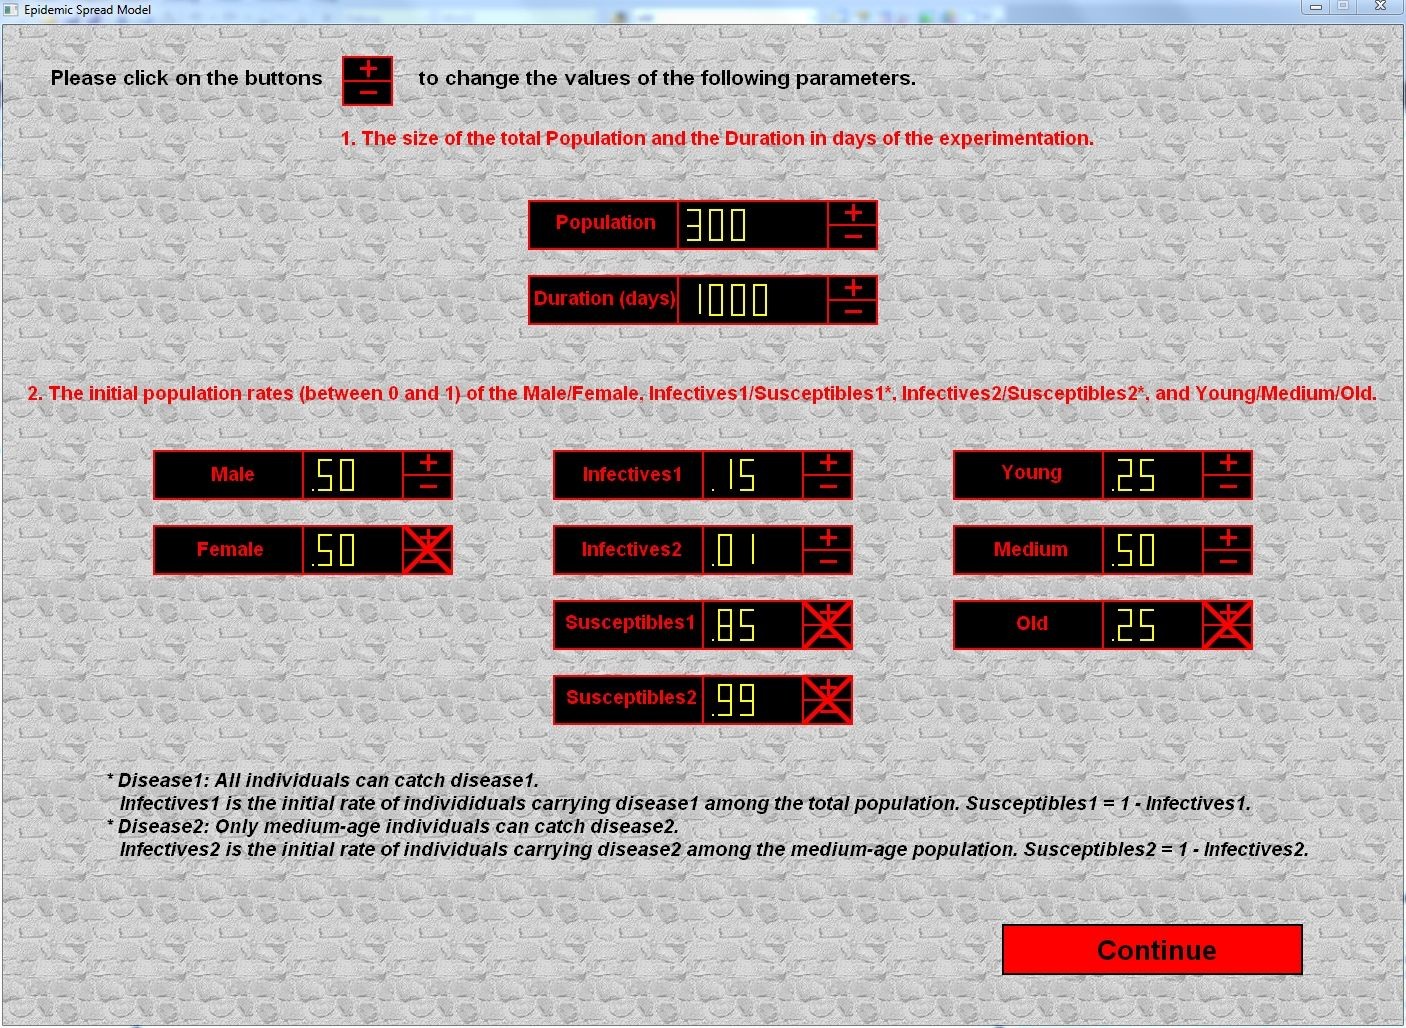 Epidemic Spread Model
Please click on the buttons + − to change the values of the following parameters.
1. The size of the total Population and the Duration in days of the experimentation.
Population 300 + −
Duration (days) 1000 + −
2. The initial population rates (between 0 and 1) of the Male/Female, Infectives1/Susceptibles1*, Infectives2/Susceptibles2*, and Young/Medium/Old.
Male .50 + − Infectives1 .15 + − Young .25 + −
Female .50 + − Infectives2 .01 + − Medium .50 + −
Susceptibles1 .85 + − Old .25 + −
Susceptibles2 .99 + −
* Disease1: All individuals can catch disease1.
Infectives1 is the initial rate of individiduals carrying disease1 among the total population. Susceptibles1 = 1 - Infectives1.
* Disease2: Only medium-age individuals can catch disease2.
Infectives2 is the initial rate of individuals carrying disease2 among the medium-age population. Susceptibles2 = 1 - Infectives2.
Continue